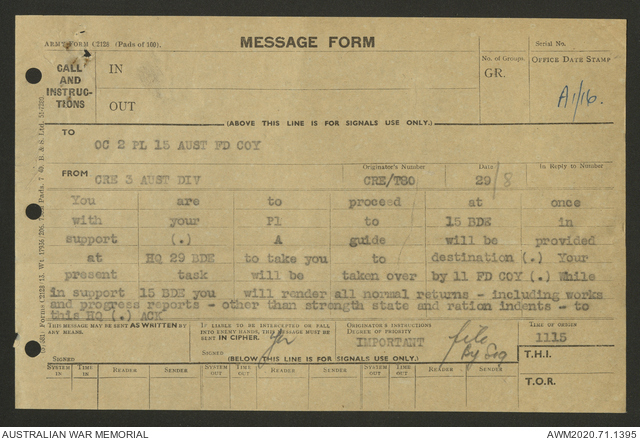 ARMY FORM C2128 (Pads of 100).
MESSAGE FORM
Serial No.
CALL AND INSTRUC-TIONS
IN
OUT
No. of Groups.
GR.
OFFICE DATE STAMP
A1/16.
(ABOVE THIS LINE IS FOR SIGNALS USE ONLY.)
TO
OC 2 PL 15 AUST FD COY
FROM
CRE 3 AUST DIV
Originator's Number
CRE/TSO
Date
29/8
In Reply to Number
You are to proceed at once
with your Pl to 15 BDE in
support (.) A guide will be provided
at HQ 29 BDE to take you to destination (.) Your
present task will be taken over by 11 FD COY (.) While
in support 15 BDE you will render all normal returns - including works
and progress reports - other than strength state and ration indents - to
this HQ (.) ACK
THIS MESSAGE MAY BE SENT AS WRITTEN BY ANY MEANS.
SIGNED
IF LIABLE TO BE INTERCEPTED OR FALL INTO ENEMY HANDS, THIS MESSAGE MUST BE SENT IN CIPHER.
SIGNED
ORIGINATOR'S INSTRUCTIONS
DEGREE OF PRIORITY
IMPORTANT
file
TIME OF ORIGIN
1115
T.H.I.
T.O.R.
(BELOW THIS LINE IS FOR SIGNALS USE ONLY.)
SYSTEM IN TIME IN READER SENDER SYSTEM OUT TIME OUT READER SENDER SYSTEM OUT TIME OUT READER SENDER
AUSTRALIAN WAR MEMORIAL
AWM2020.71.1395